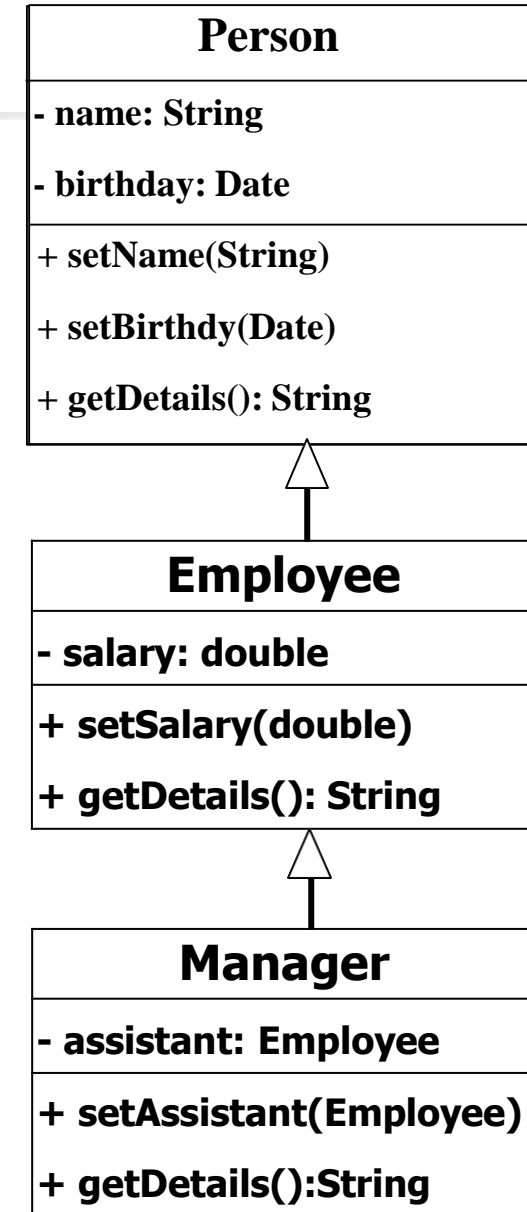 Person
- name: String
- birthday: Date
+ setName(String)
+ setBirthdy(Date)
+ getDetails(): String
Employee
- salary: double
+ setSalary(double)
+ getDetails(): String
Manager
- assistant: Employee
+ setAssistant(Employee)
+ getDetails():String